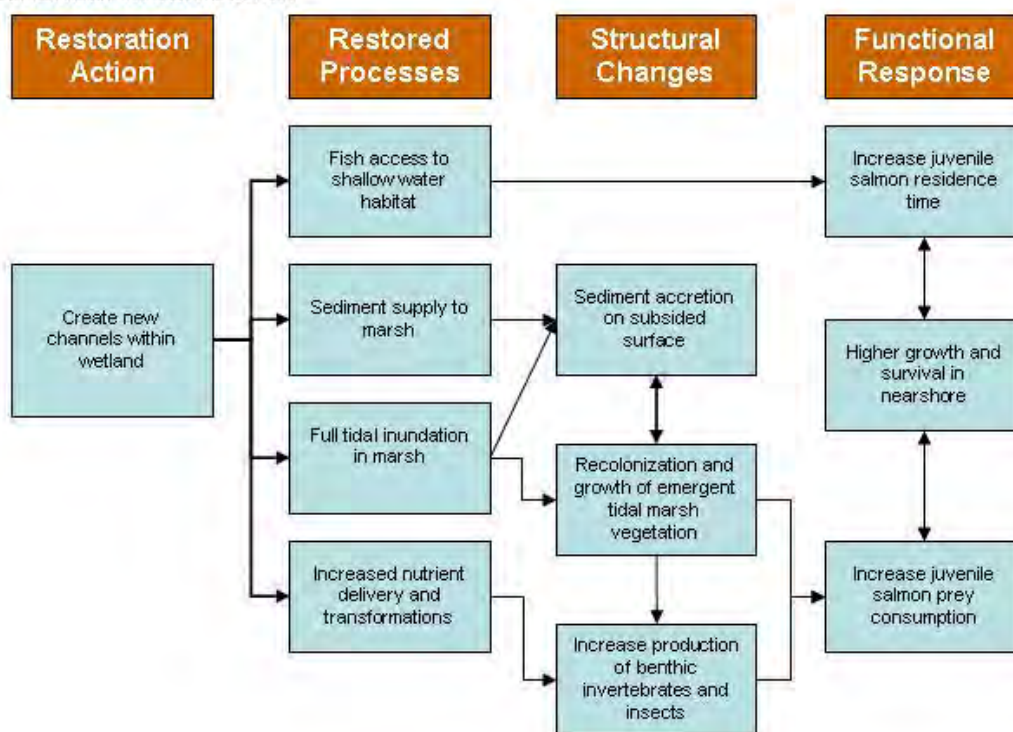 Restoration
Action
Restored
Processes
Structural
Changes
Functional
Response
Fish access to
shallow water
habitat
Increase juvenile
salmon residence
time
Create new
channels within
wetland
Sediment supply to
marsh
Sediment accretion
on subsided
surface
Higher growth and
survival in
nearshore
Full tidal inundation
in marsh
Recolonization and
growth of emergent
tidal marsh
vegetation
Increased nutrient
delivery and
transformations
Increase juvenile
salmon prey
consumption
Increase production
of benthic
invertebrates and
insects